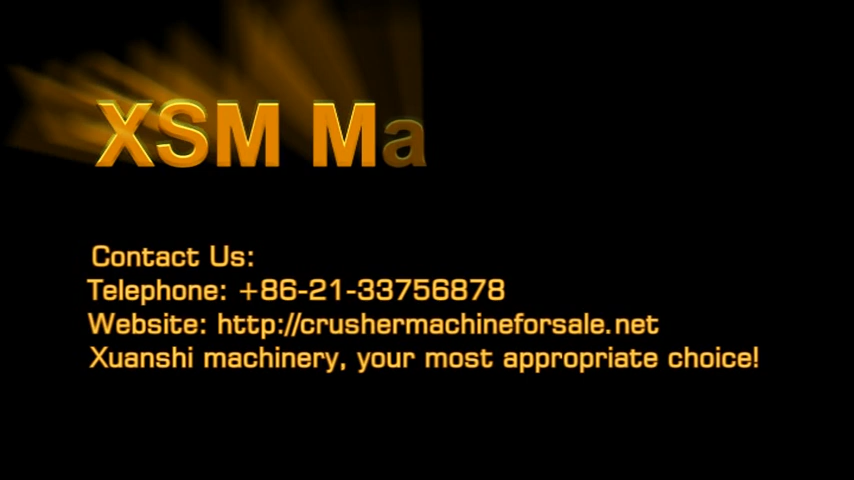 XSM Ma
Contact Us:
Telephone: +86-21-33756878
Website: http://crushermachineforsale.net
Xuanshi machinery, your most appropriate choice!